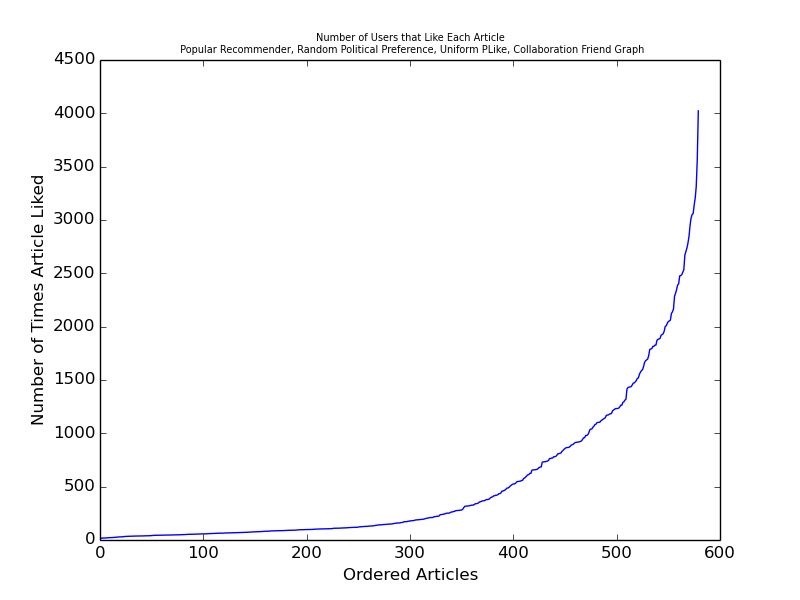 Number of Users that Like Each Article
Popular Recommender, Random Political Preference, Uniform PLike, Collaboration Friend Graph
4500
4000
3500
3000
2500
2000
1500
1000
500
0
Number of Times Article Liked
0 100 200 300 400 500 600
Ordered Articles